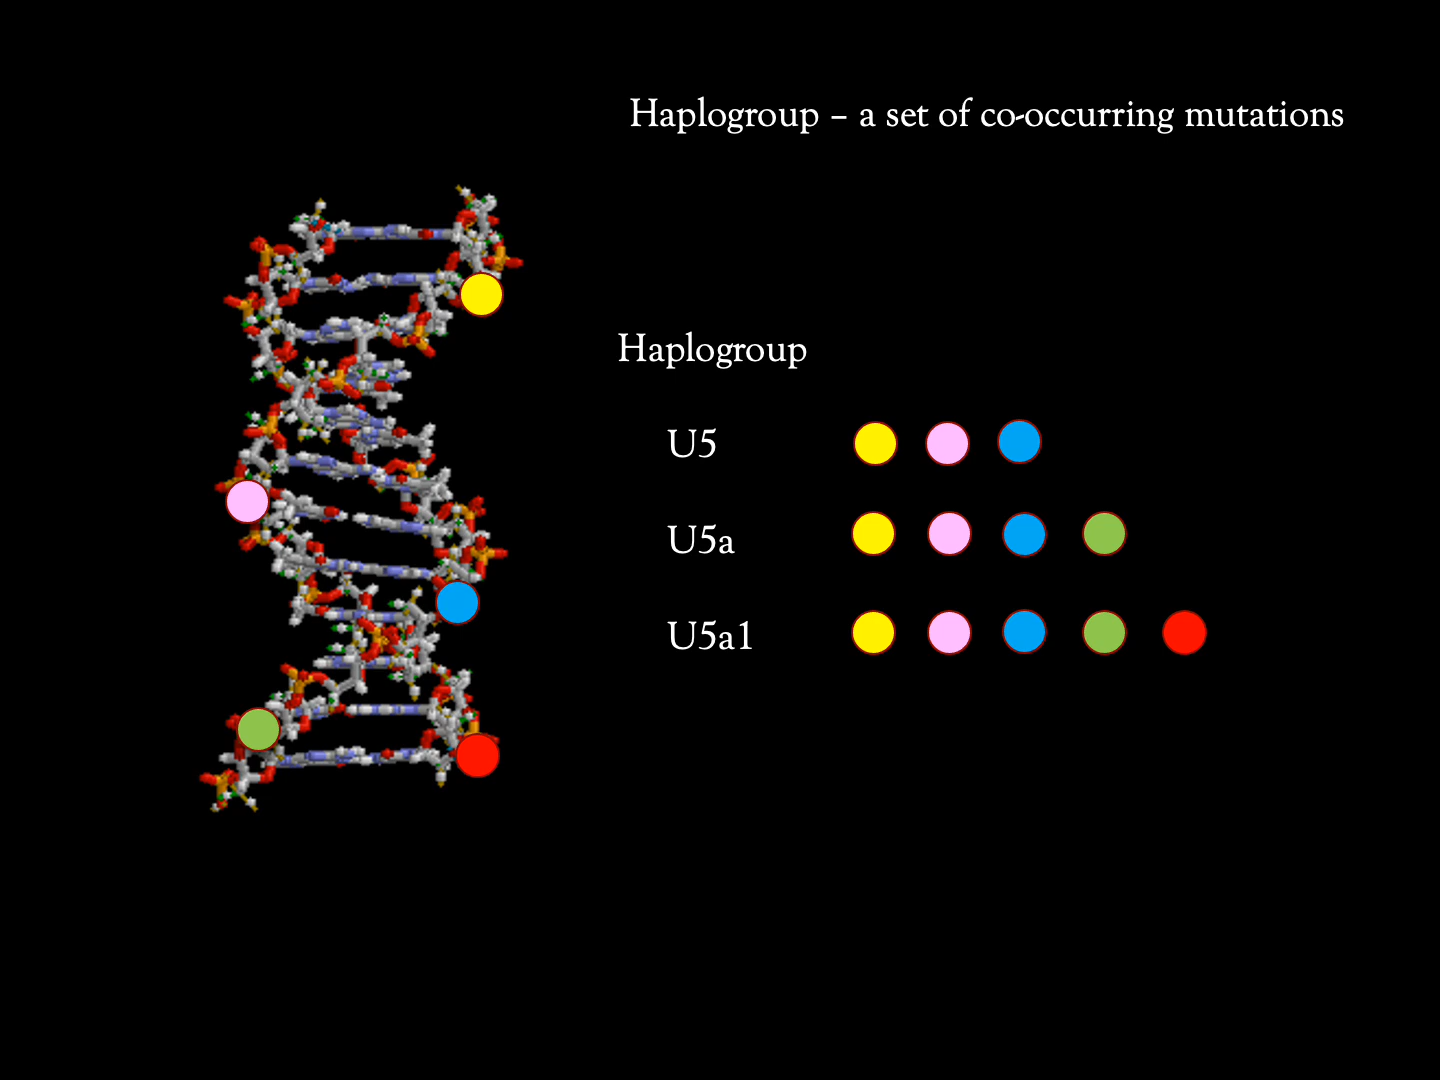 Haplogroup – a set of co-occurring mutations
Haplogroup
U5
U5a
U5a1